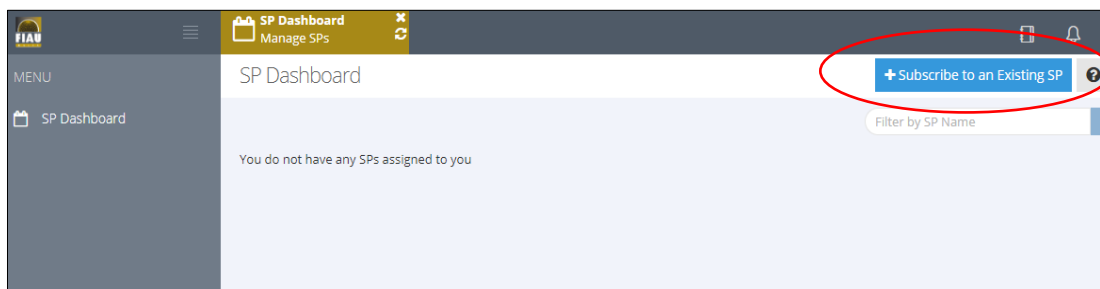 FIAU
SP Dashboard
Manage SPs
MENU
SP Dashboard
+ Subscribe to an Existing SP
?
SP Dashboard
Filter by SP Name
You do not have any SPs assigned to you